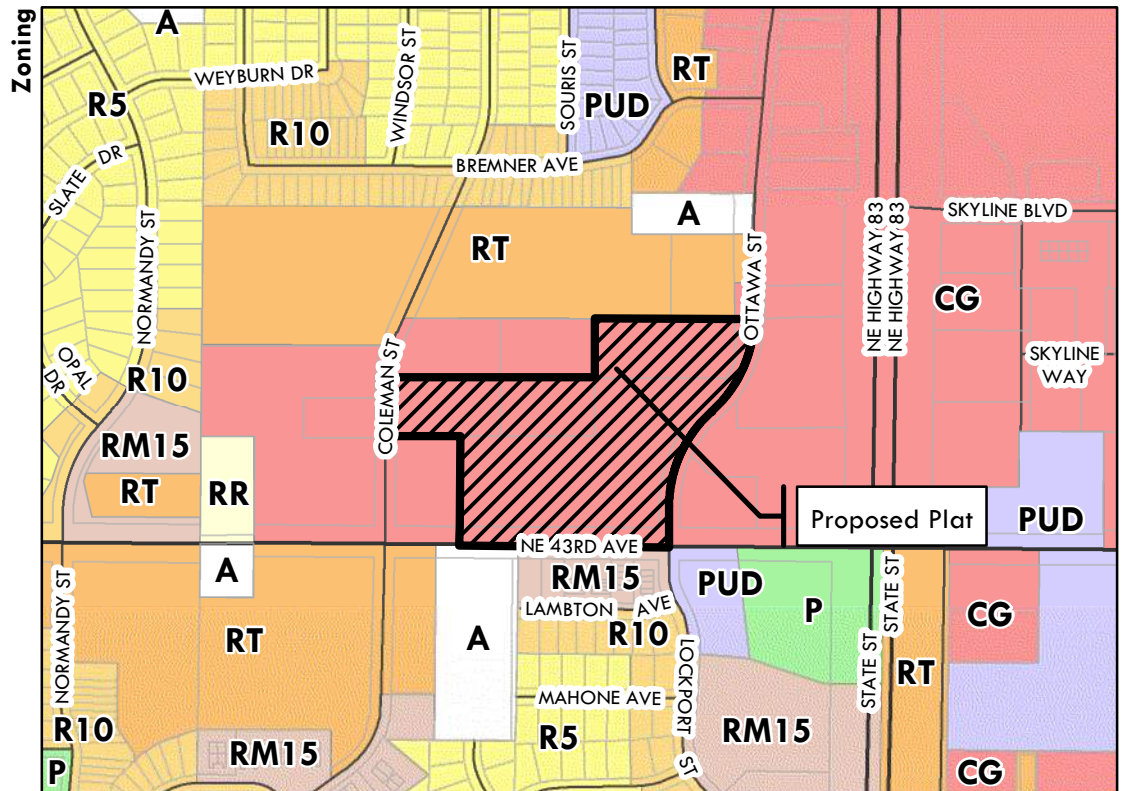 Zoning
A
WEYBURN DR
R5
R10
WINDSOR ST
SOURIS ST
PUD
RT
BREMNER AVE
SLATE DR
NORMANDY ST
A
RT
OTTAWA ST
NE HIGHWAY 83
NE HIGHWAY 83
SKYLINE BLVD
CG
SKYLINE
WAY
OPAL
DR
R10
COLEMAN ST
RM15
RT
RR
Proposed Plat
PUD
NE 43RD AVE
A
RM15
PUD
NORMANDY ST
RT
A
LAMBTON AVE
R10
P
STATE ST
STATE ST
CG
RT
LOCKPORT ST
MAHONE AVE
R10
RM15
R5
RM15
P
CG